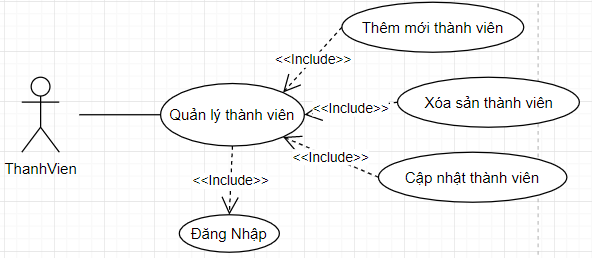 Thêm mới thành viên
<<Include>>
Quản lý thành viên
<<Include>>
Xóa sản thành viên
<<Include>>
Cập nhật thành viên
ThanhVien
<<Include>>
Đăng Nhập